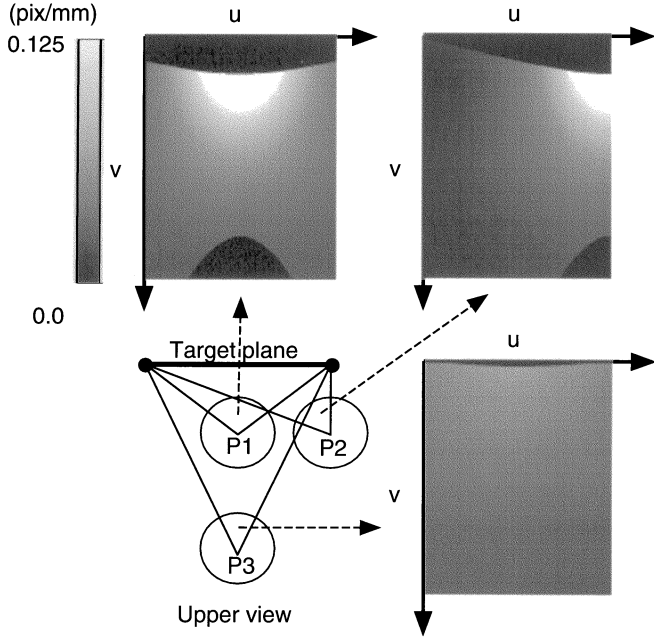 (pix/mm)
0.125
0.0
u
v
u
v
Target plane
P1
P2
P3
u
v
Upper view